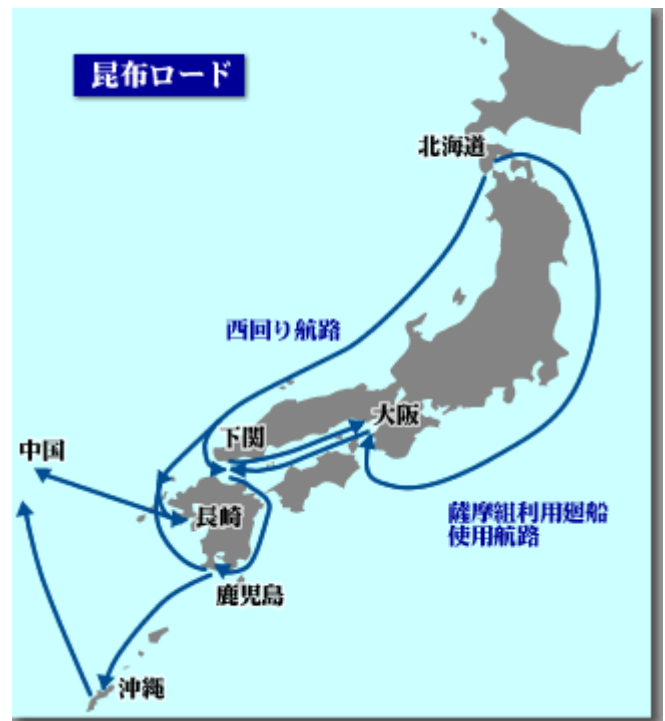 昆布ロード
北海道
西回り航路
大阪
下関
中国
長崎
薩摩組利用廻船
使用航路
鹿児島
沖縄